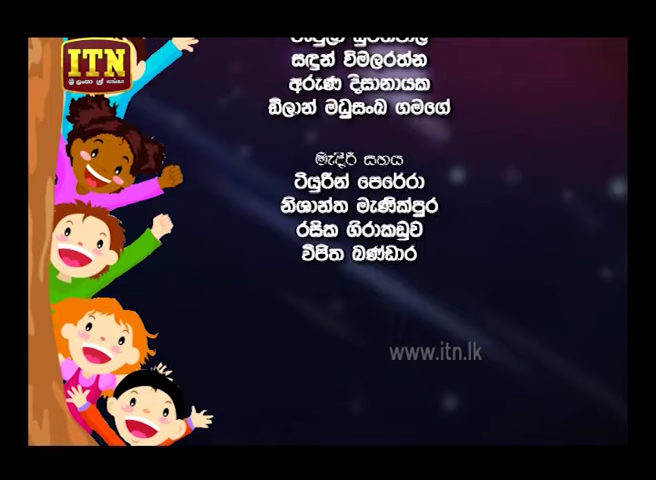 ITN
සඳුන් විමලරත්න
අරුණ දිසානායක
ඩිලාන් මධුසංඛ ගමගේ
මැදිරි සහය
ටියුරින් පෙරේරා
නිශාන්ත මැණික්පුර
රසික ගිරාකඩුව
විජිත බණ්ඩාර
www.itn.lk